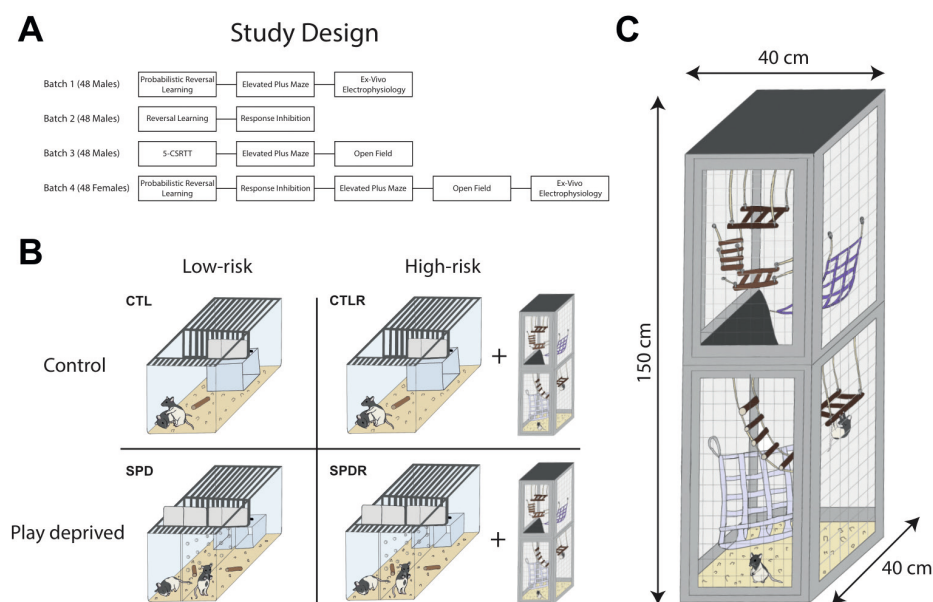 A
Study Design
Batch 1 (48 Males)
Probabilistic Reversal
Learning
Elevated Plus Maze
Ex-Vivo
Electrophysiology
Batch 2 (48 Males)
Reversal Learning
Response Inhibition
Batch 3 (48 Males)
5-CSRTT
Elevated Plus Maze
Open Field
Batch 4 (48 Females)
Probabilistic Reversal
Learning
Response Inhibition
Elevated Plus Maze
Open Field
Ex-Vivo
Electrophysiology
B
Low-risk
High-risk
Control
CTL
CTLR
+
Play deprived
SPD
SPDR
+
C
40 cm
150 cm
40 cm